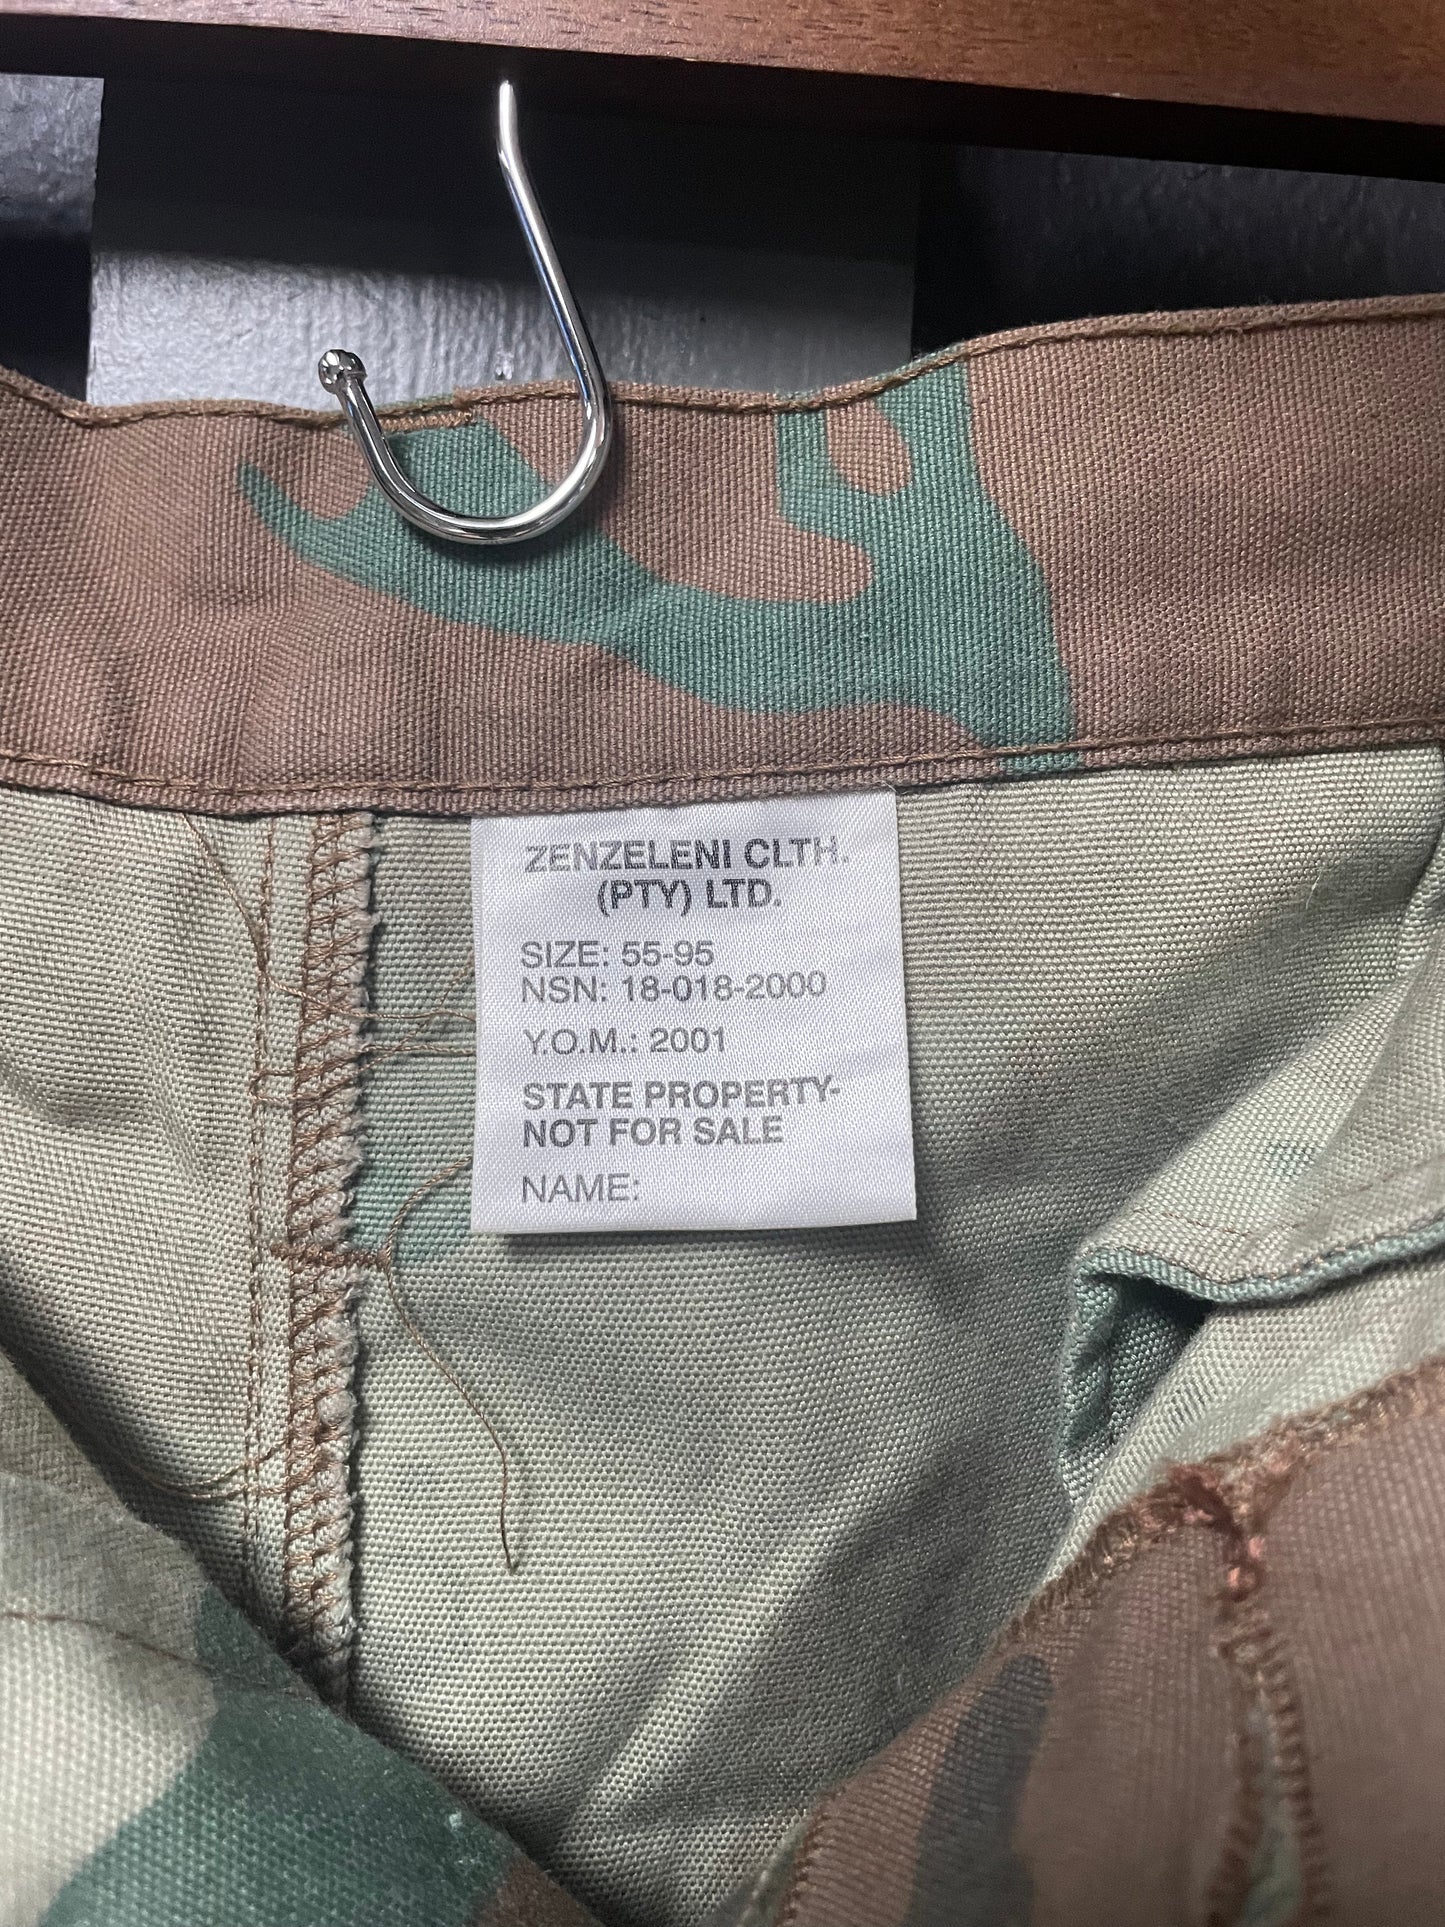 ZENZELENI CLTH.
(PTY) LTD.
SIZE: 55-95
NSN: 18-018-2000
Y.O.M.: 2001
STATE PROPERTY-
NOT FOR SALE
NAME: